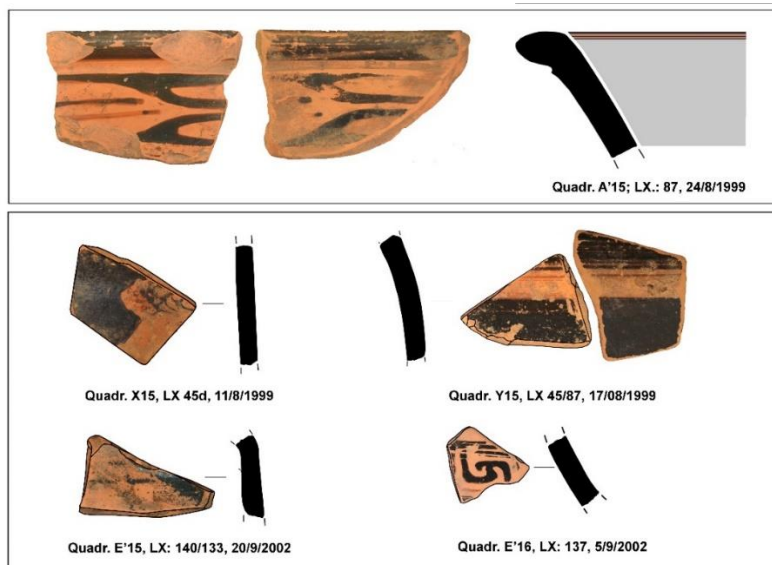 Quadr. A'15; LX.: 87, 24/8/1999
Quadr. X15, LX 45d, 11/8/1999
Quadr. Y15, LX 45/87, 17/08/1999
Quadr. E'15, LX: 140/133, 20/9/2002
Quadr. E'16, LX: 137, 5/9/2002